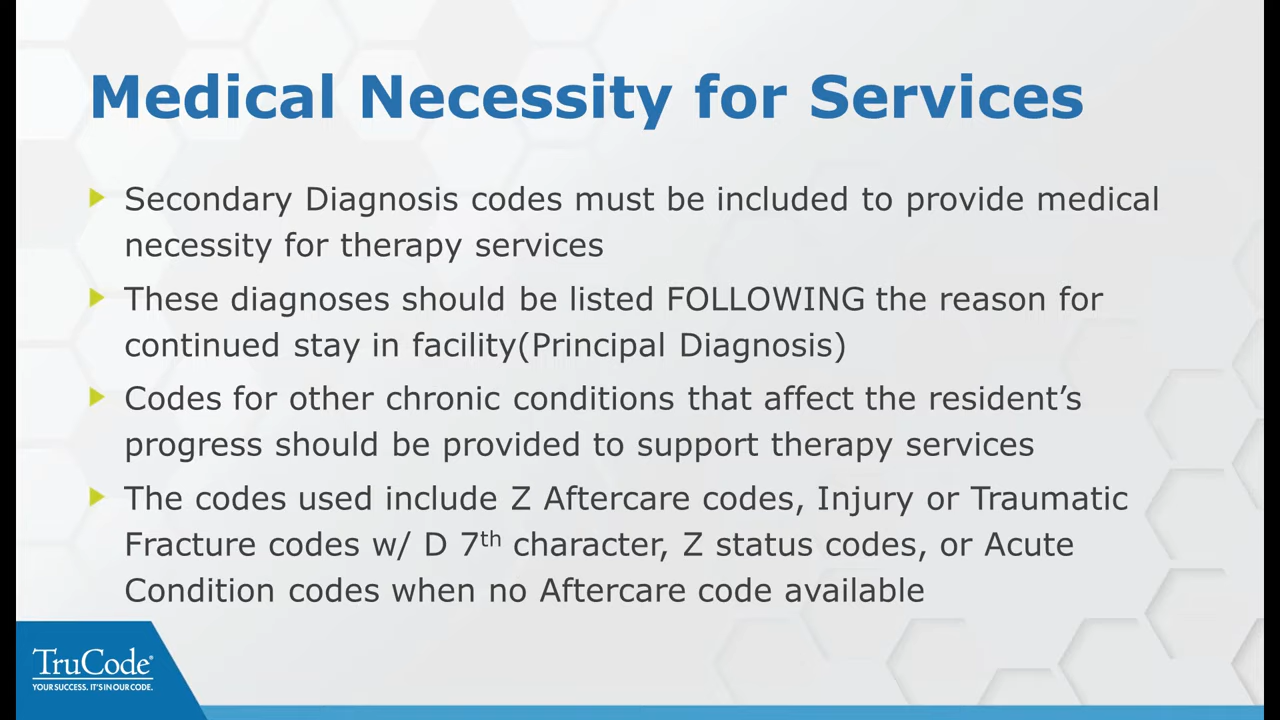 Medical Necessity for Services
Secondary Diagnosis codes must be included to provide medical
necessity for therapy services
These diagnoses should be listed FOLLOWING the reason for
continued stay in facility(Principal Diagnosis)
Codes for other chronic conditions that affect the resident’s
progress should be provided to support therapy services
The codes used include Z Aftercare codes, Injury or Traumatic
Fracture codes w/ D 7th character, Z status codes, or Acute
Condition codes when no Aftercare code available
TruCode®
YOUR SUCCESS. IT'S IN OUR CODE.